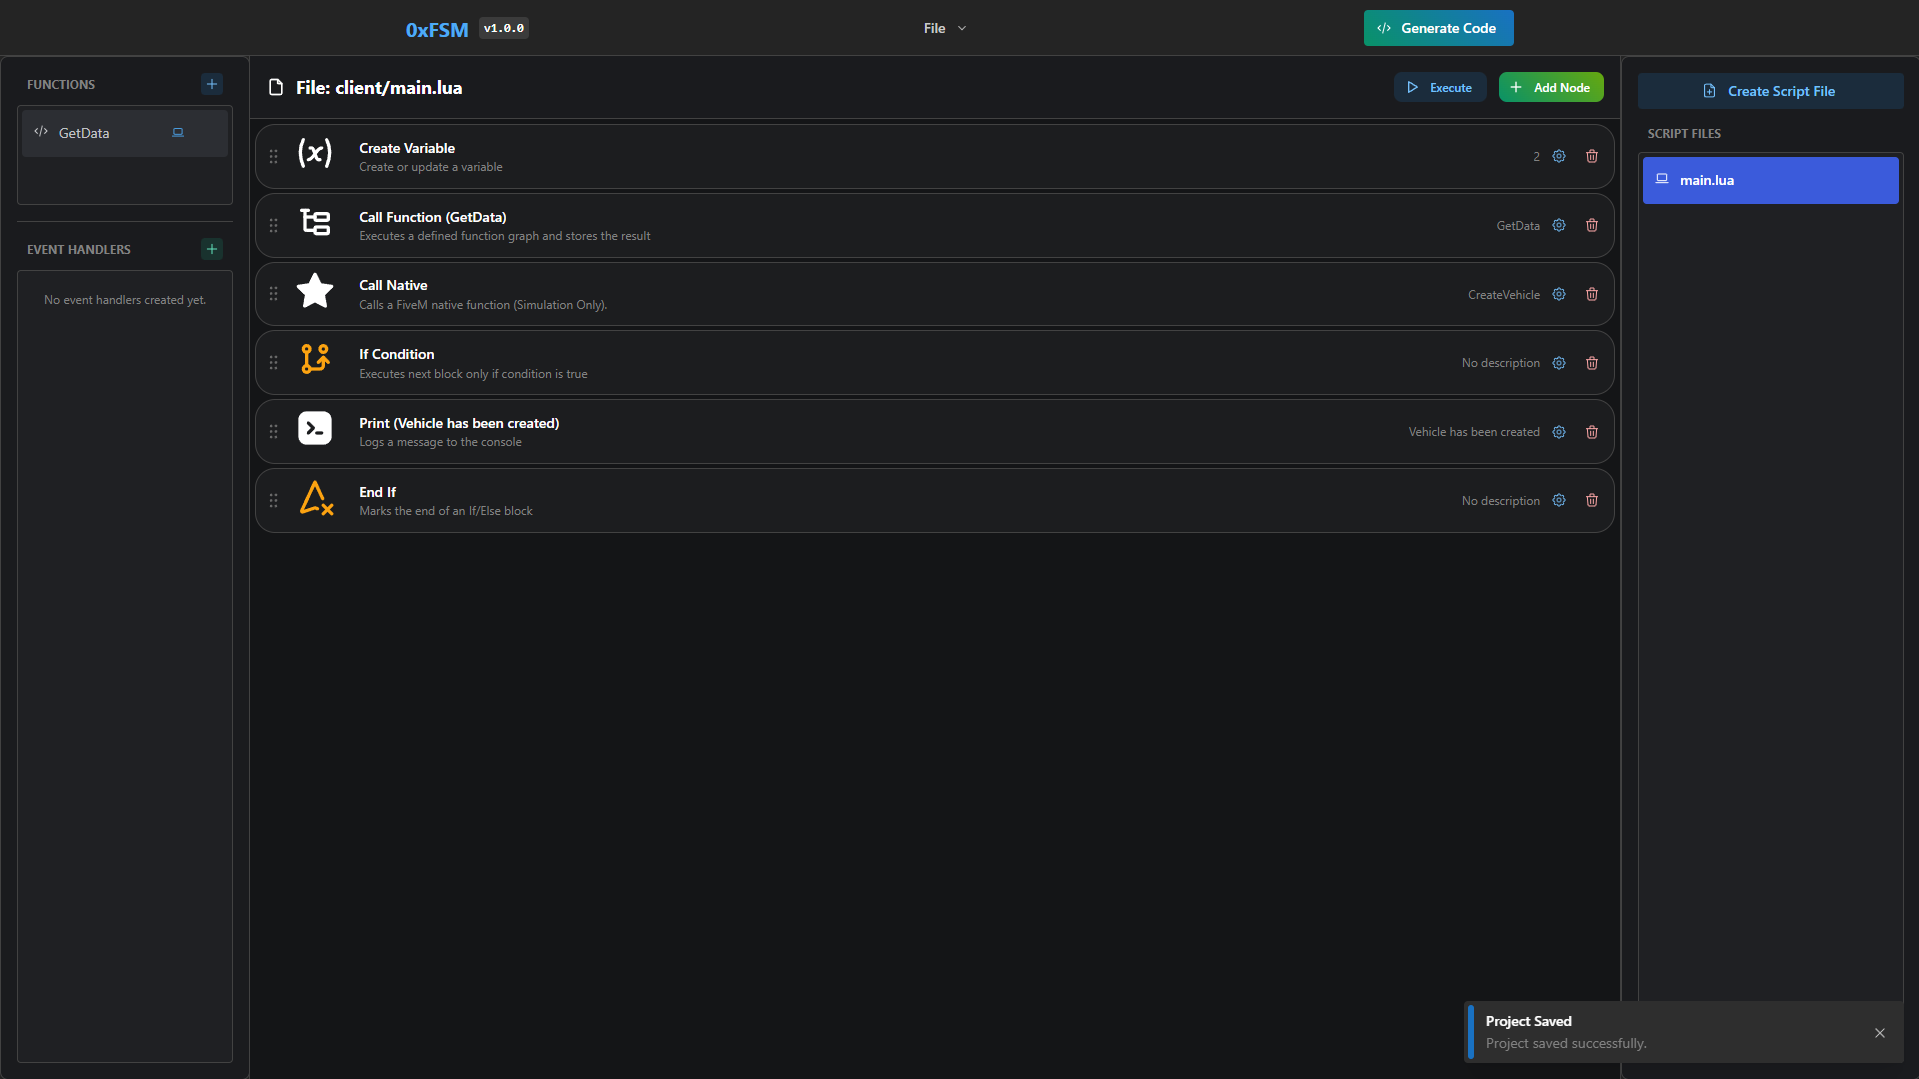 0xFSM v1.0.0
File
Generate Code
FUNCTIONS
GetData
EVENT HANDLERS
No event handlers created yet.
File: client/main.lua
Execute
Add Node
Create Variable
Create or update a variable
2
Call Function (GetData)
Executes a defined function graph and stores the result
GetData
Call Native
Calls a FiveM native function (Simulation Only).
CreateVehicle
If Condition
Executes next block only if condition is true
No description
Print (Vehicle has been created)
Logs a message to the console
Vehicle has been created
End If
Marks the end of an If/Else block
No description
Create Script File
SCRIPT FILES
main.lua
Project Saved
Project saved successfully.